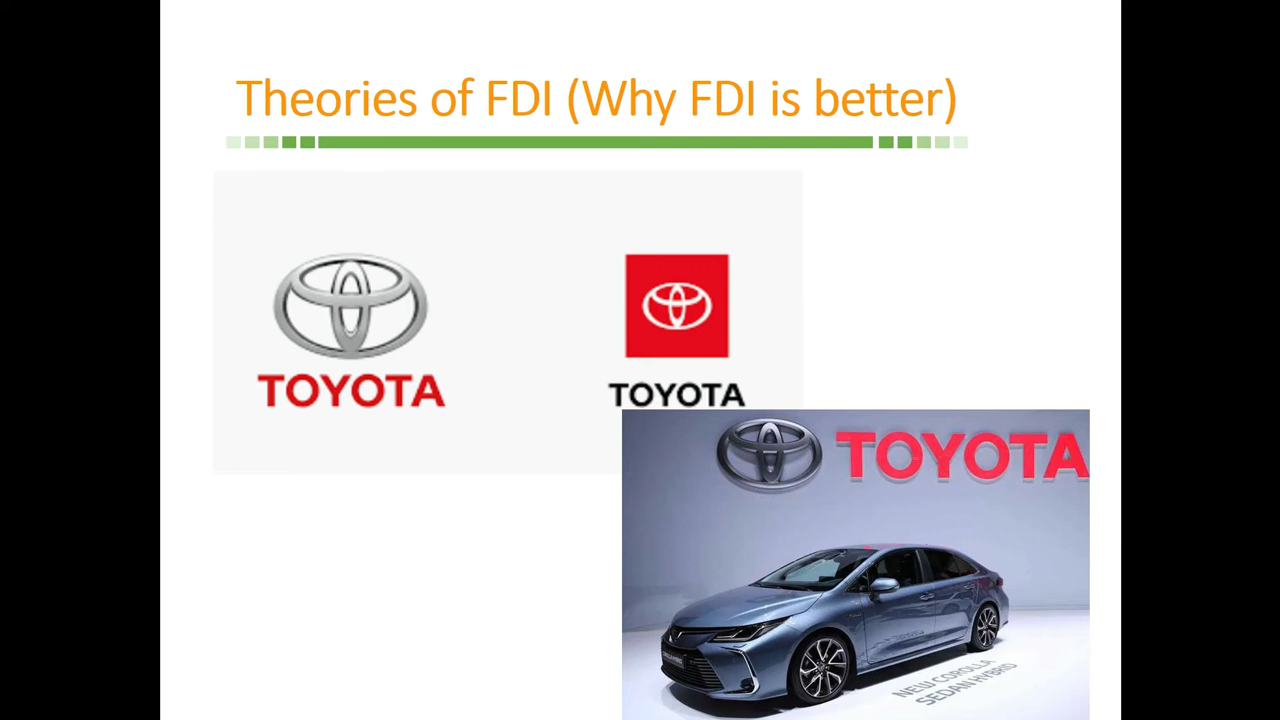 Theories of FDI (Why FDI is better)
TOYOTA
TOYOTA
TOYOTA
NEW COROLLA
SEDAN HYBRID